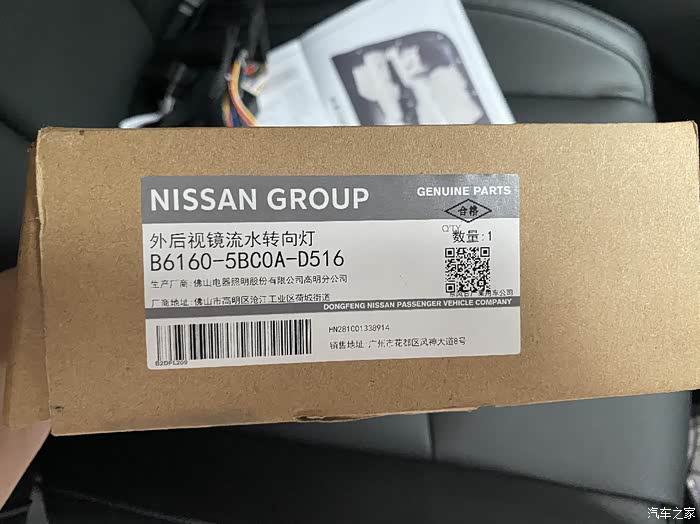 NISSAN GROUP
GENUINE PARTS
合格
外后视镜流水转向灯
QTY
数量:1
B6160-5BC0A-D516
生产厂商:佛山电器照明股份有限公司高明分公司
厂商地址:佛山市高明区沧江工业区荷城街道
DONGFENG NISSAN PASSENGER VEHICLE COMPANY
HN281001338914
销售地址:广州市花都区风神大道8号
B2DFL209
汽车之家